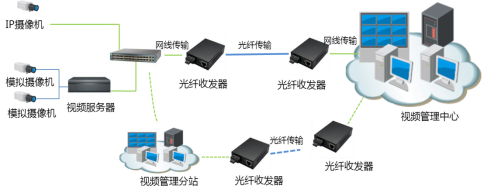 IP摄像机
网线传输
光纤传输
网线传输
模拟摄像机
光纤收发器
光纤收发器
视频服务器
模拟摄像机
视频管理中心
光纤传输
视频管理分站
光纤收发器
光纤收发器